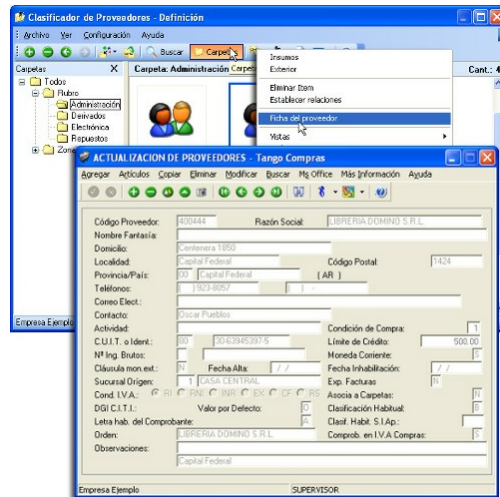 Clasificador de Proveedores - Definición
Archivo Ver Configuración Ayuda
Buscar Carpetas
Carpetas X Carpeta: Administración Cant.: 4
Todos
Rubro
Administración
Derivados
Electrónica
Repuestos
Insumos
Exterior
Eliminar Item
Establecer relaciones
Ficha del proveedor
Vistas
ACTUALIZACION DE PROVEEDORES - Tango Compras
Agregar Artículos Copiar Eliminar Modificar Buscar Ms Office Más Información Ayuda
Código Proveedor: 400444 Razón Social: LIBRERIA DOMINO S.R.L.
Nombre Fantasía:
Domicilio: Centenera 1850
Localidad: Capital Federal Código Postal: 1424
Provincia/País: 00 Capital Federal (AR )
Teléfonos: ( )923-8057 ( ) -
Correo Elect.:
Contacto: Oscar Pueblos
Actividad: Condición de Compra: 1
C.U.I.T. o Ident.: 80 30-63945397-5 Límite de Crédito: 500.00
Nº Ing. Brutos: Moneda Corriente: S
Cláusula mon.ext.: N Fecha Alta: / / Fecha Inhabilitación: / /
Sucursal Origen: 1 CASA CENTRAL Exp. Facturas N
Cond. I.V.A.: RI RNI INR EX CF RS Asocia a Carpetas: N
DGI C.I.T.I.: Valor por Defecto: Clasificación Habitual: B
Letra hab. del Comprobante: A Clasif. Habit. S.I.Ap.:
Orden: LIBRERIA DOMINO S.R.L. Comprob. en I.V.A Compras: S
Observaciones:
Capital Federal
Empresa Ejemplo SUPERVISOR
Empresa Ejemplo